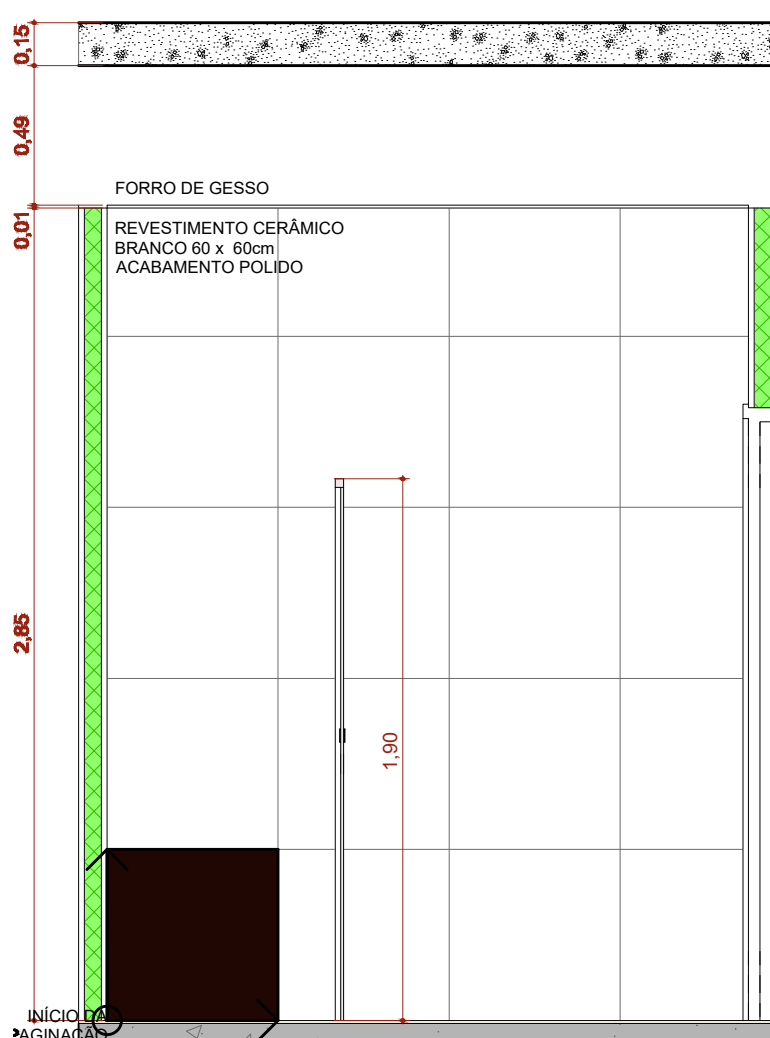 0,15
0,49
FORRO DE GESSO
0,01
REVESTIMENTO CERÂMICO
BRANCO 60 x 60cm
ACABAMENTO POLIDO
2,85
1,90
INÍCIO DA
PAGINAÇÃO